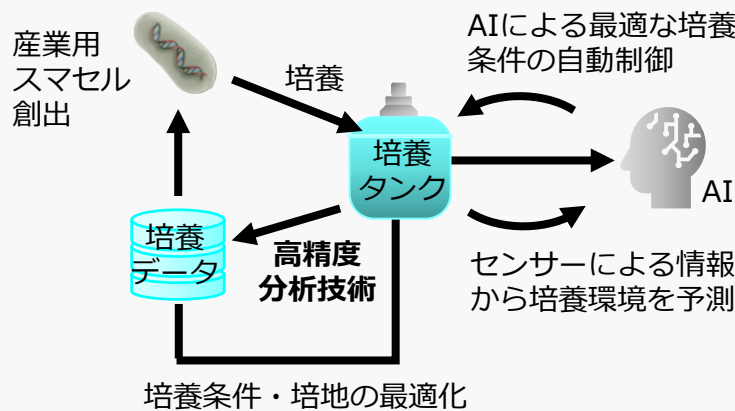 産業用
スマセル
創出
培養
AIによる最適な培養
条件の自動制御
培養
タンク
AI
培養
データ
高精度
分析技術
センサーによる情報
から培養環境を予測
培養条件・培地の最適化